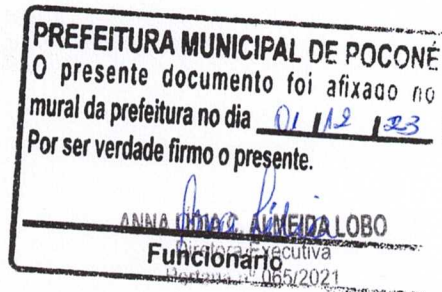 PREFEITURA MUNICIPAL DE POCONÉ
O presente documento foi afixado no
mural da prefeitura no dia 01/12/23
Por ser verdade firmo o presente.
ANNA ALMEIDA LOBO
Diretora Executiva
Funcionário
Portaria nº 065/2021